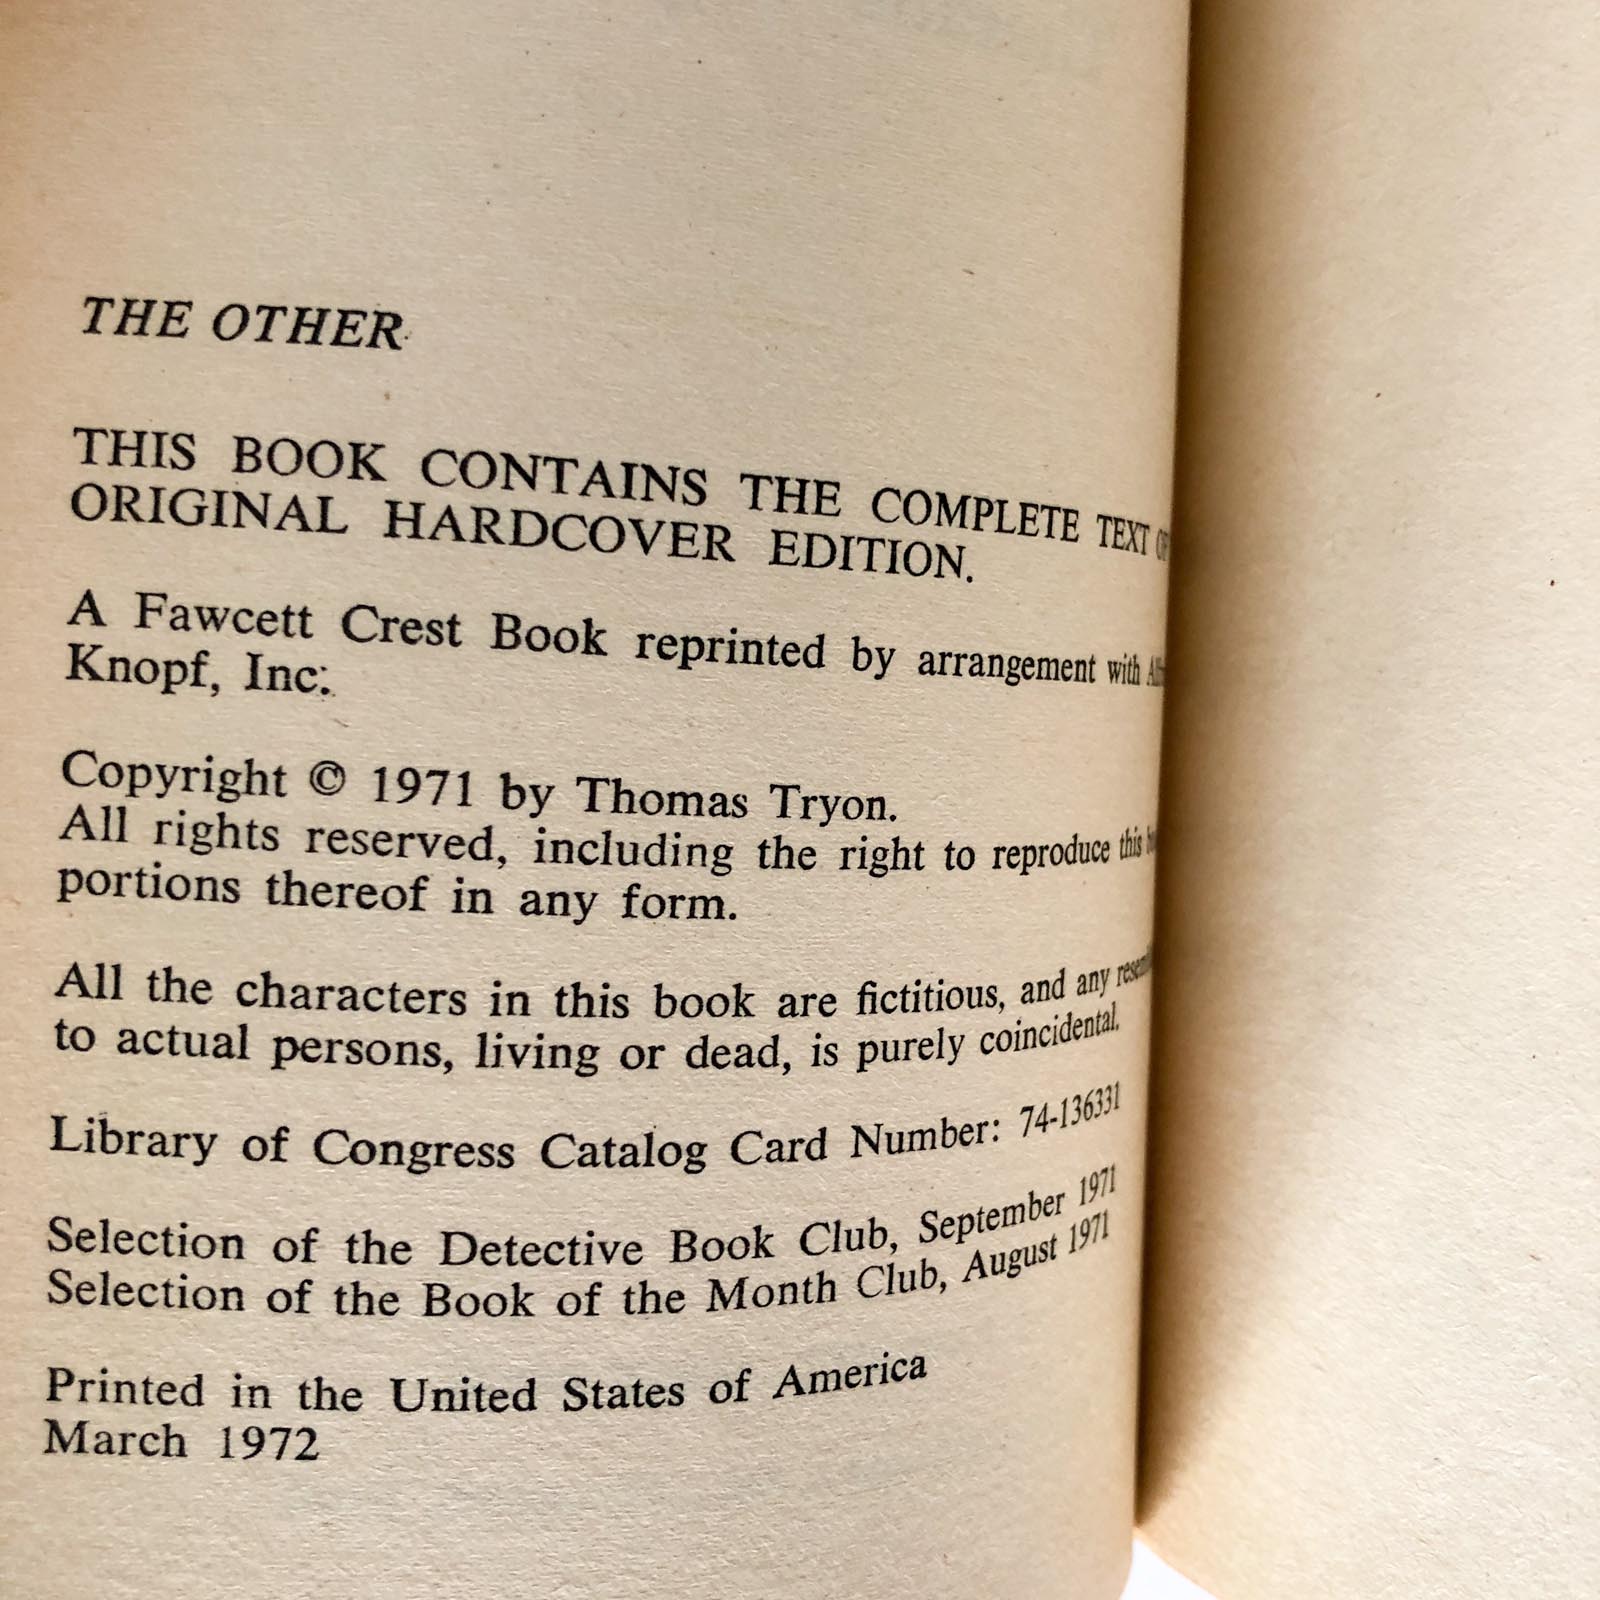 THE OTHER
THIS BOOK CONTAINS THE COMPLETE TEXT
ORIGINAL HARDCOVER EDITION.
A Fawcett Crest Book reprinted by arrangement with
Knopf, Inc.
Copyright © 1971 by Thomas Tryon.
All rights reserved, including the right to reproduce this
portions thereof in any form.
All the characters in this book are fictitious, and any
to actual persons, living or dead, is purely coincidental.
Library of Congress Catalog Card Number: 74-136331
Selection of the Detective Book Club, September 1971
Selection of the Book of the Month Club, August 1971
Printed in the United States of America
March 1972